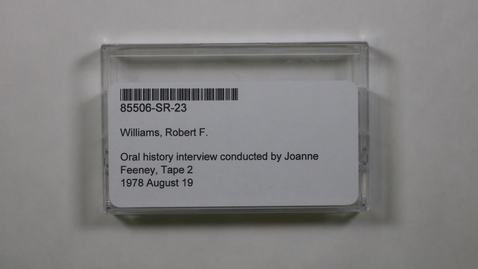 85506-SR-23
Williams, Robert F.
Oral history interview conducted by Joanne
Feeney, Tape 2
1978 August 19